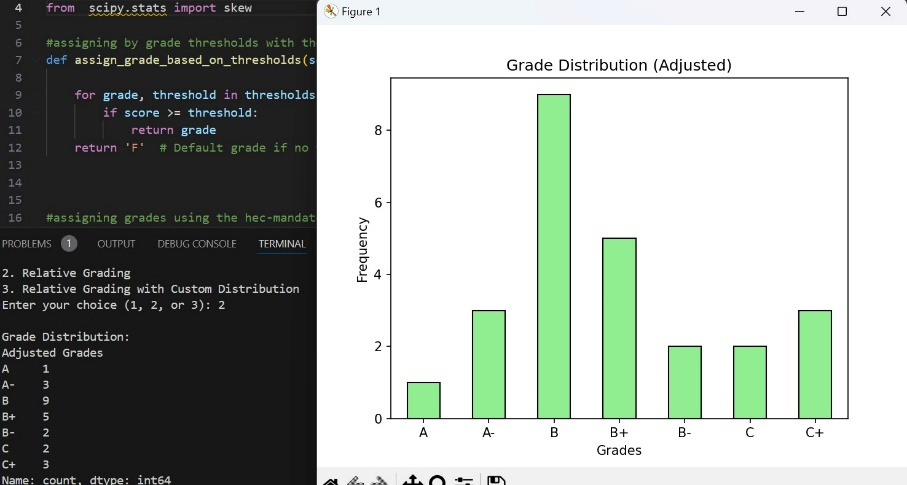 4 from scipy.stats import skew
5
6 #assigning by grade thresholds with th
7 def assign_grade_based_on_thresholds(s
8
9 for grade, threshold in thresholds
10 if score >= threshold:
11 return grade
12 return 'F' # Default grade if no
13
14
15
16 #assigning grades using the hec-mandat
PROBLEMS 1 OUTPUT DEBUG CONSOLE TERMINAL
2. Relative Grading
3. Relative Grading with Custom Distribution
Enter your choice (1, 2, or 3): 2
Grade Distribution:
Adjusted Grades
A 1
A- 3
B 9
B+ 5
B- 2
C 2
C+ 3
Name: count, dtype: int64
Figure 1
Grade Distribution (Adjusted)
Frequency
8
6
4
2
0
A A- B B+ B- C C+
Grades